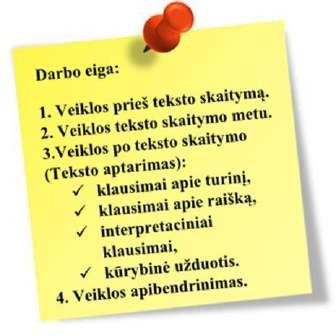 Darbo eiga:
1. Veiklos prieš teksto skaitymą.
2. Veiklos teksto skaitymo metu.
3.Veiklos po teksto skaitymo
(Teksto aptarimas):
✓ klausimai apie turinį,
✓ klausimai apie raišką,
✓ interpretaciniai
klausimai,
✓ kūrybinė užduotis.
4. Veiklos apibendrinimas.